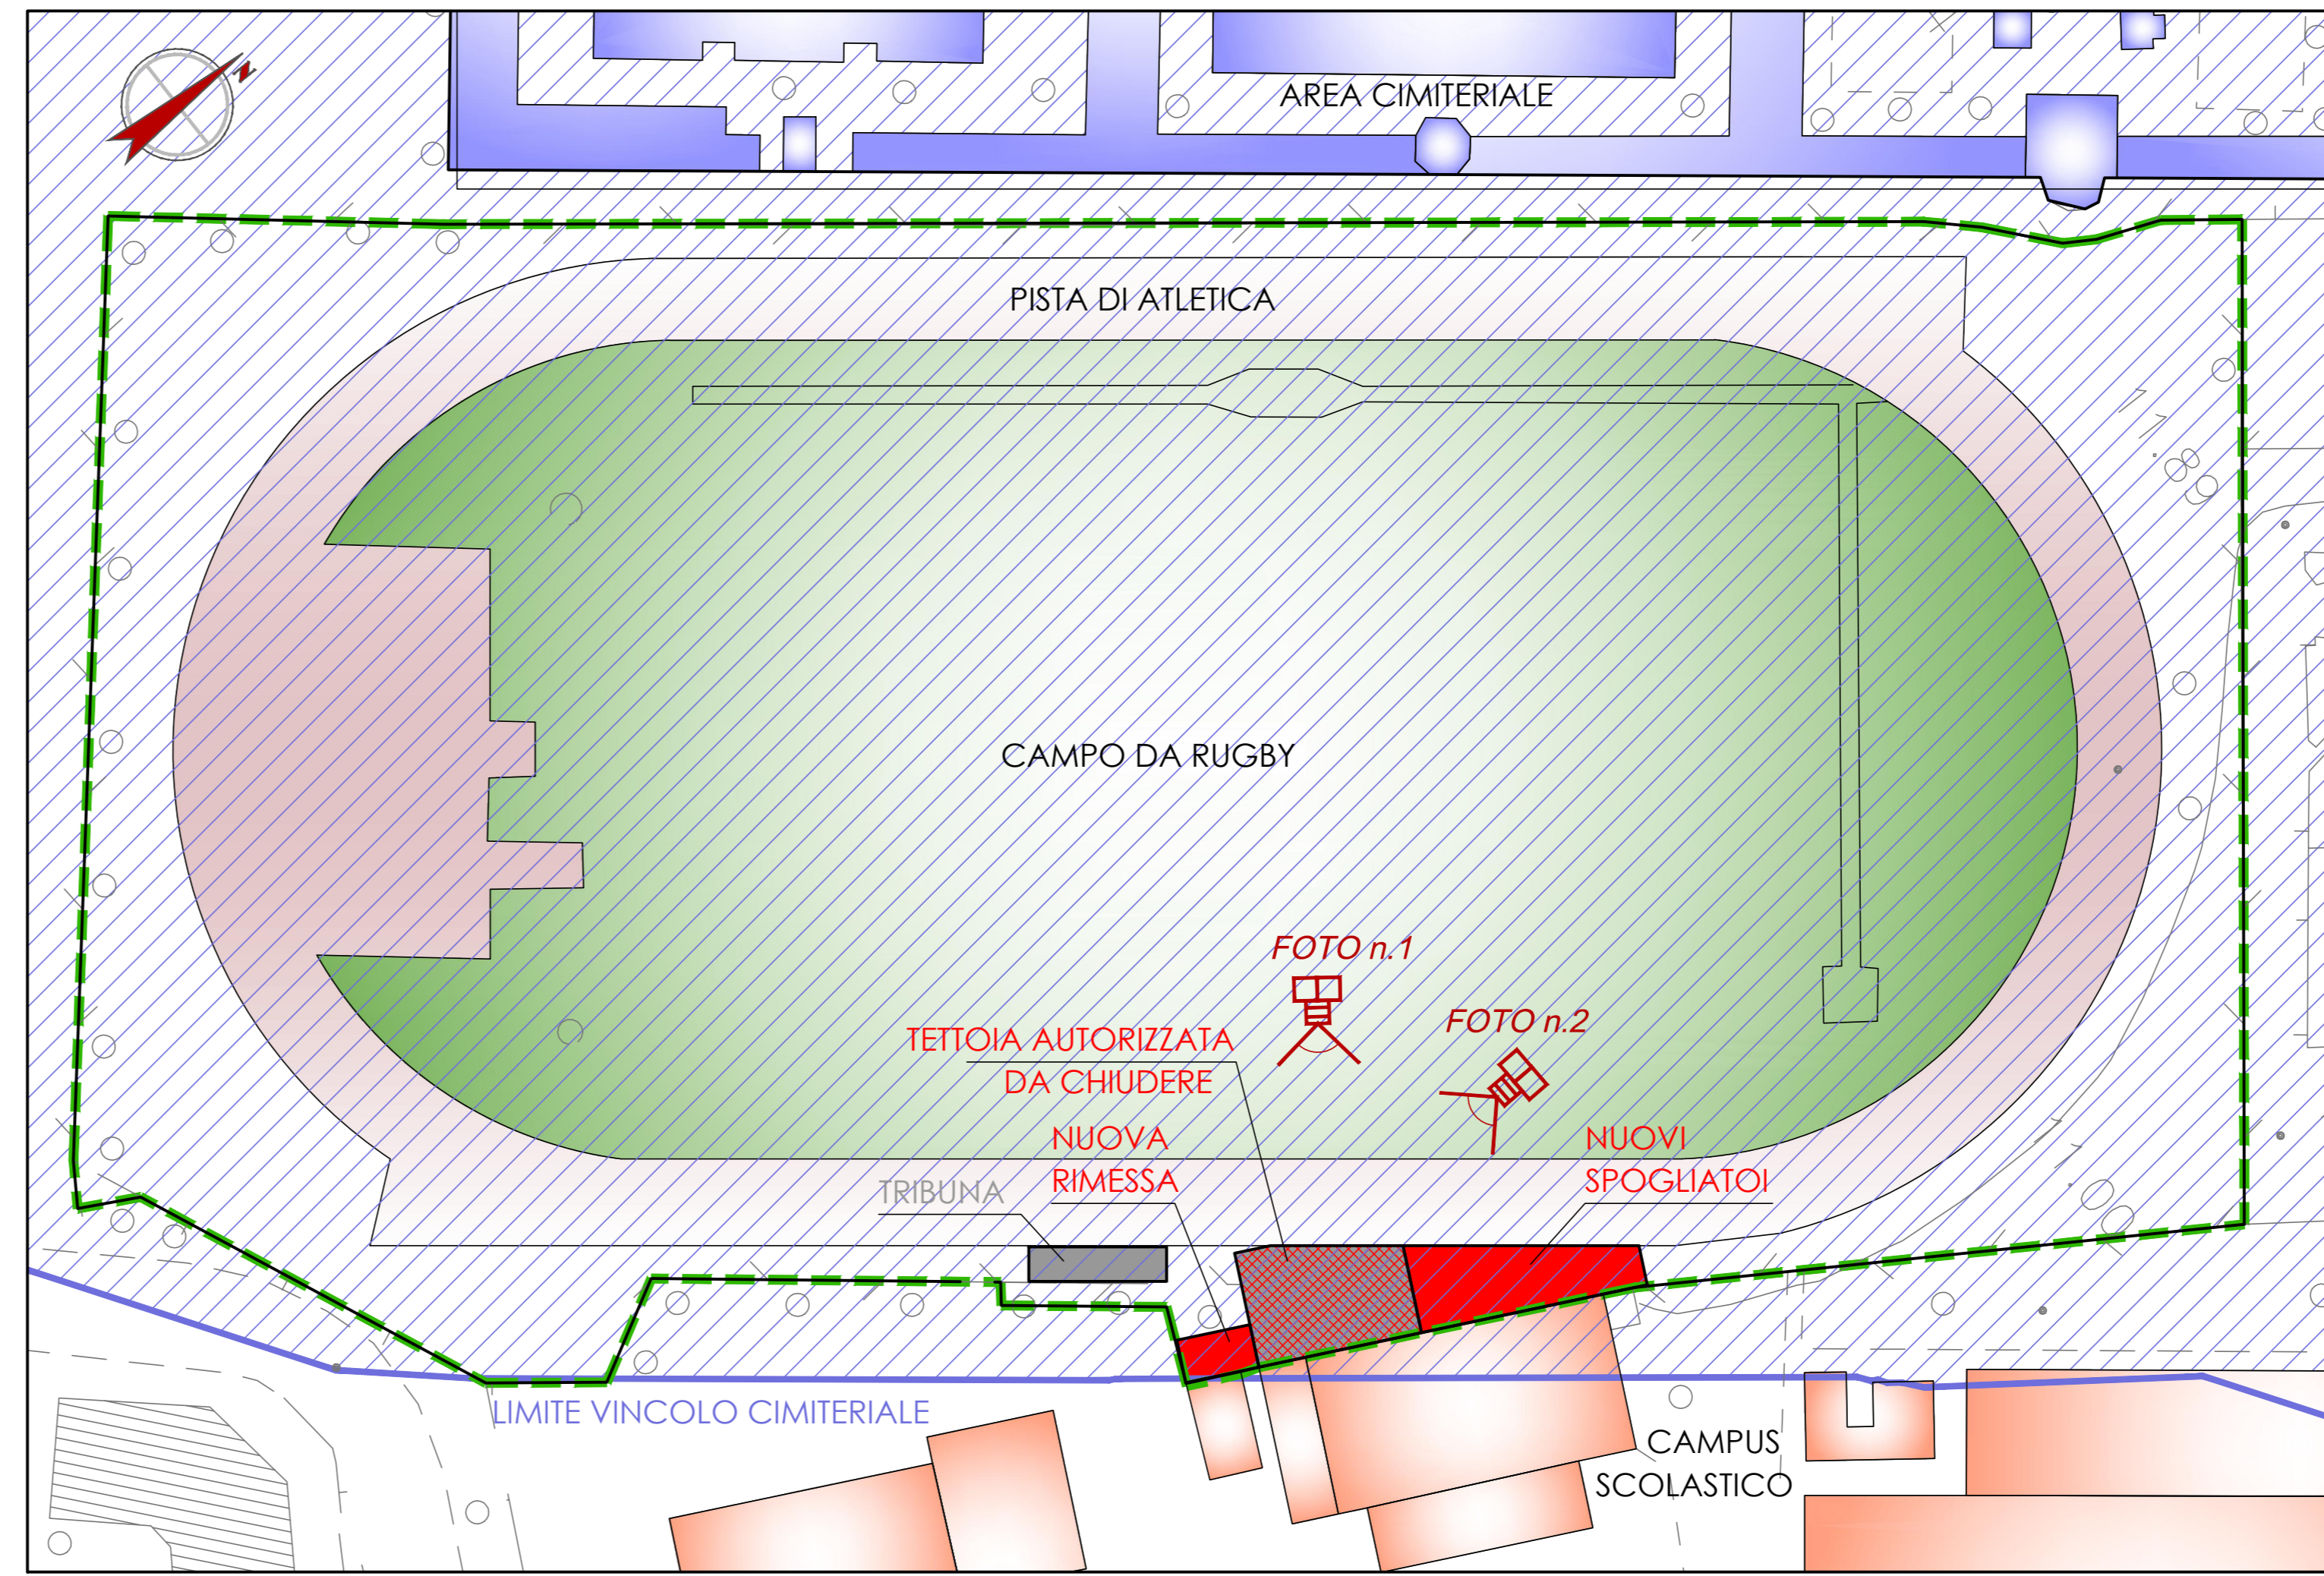 N
AREA CIMITERIALE
PISTA DI ATLETICA
CAMPO DA RUGBY
FOTO n.1
FOTO n.2
TETTOIA AUTORIZZATA
DA CHIUDERE
NUOVA
RIMESSA
NUOVI
SPOGLIATOI
TRIBUNA
LIMITE VINCOLO CIMITERIALE
CAMPUS
SCOLASTICO